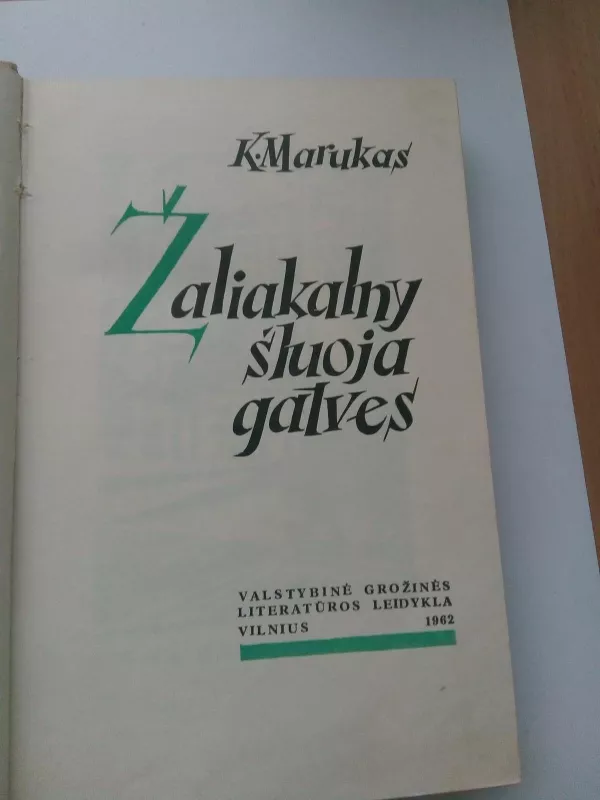 K. Marukas
Žaliakalny
šluoja
gatves
VALSTYBINĖ GROŽINĖS
LITERATŪROS LEIDYKLA
VILNIUS 1962